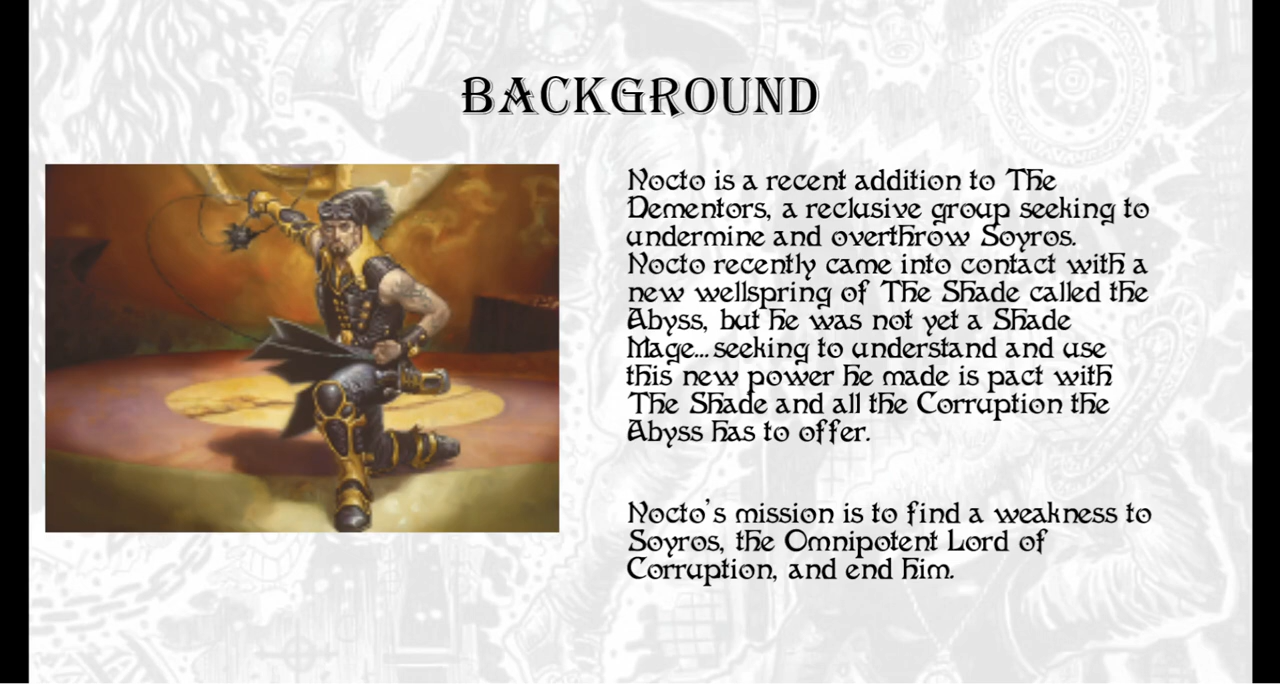 BACKGROUND
Nocto is a recent addition to The
Dementors, a reclusive group seeking to
undermine and overthrow Soyros.
Nocto recently came into contact with a
new wellspring of The Shade called the
Abyss, but he was not yet a Shade
Mage... seeking to understand and use
this new power he made is pact with
The Shade and all the Corruption the
Abyss has to offer.
Nocto's mission is to find a weakness to
Soyros, the Omnipotent Lord of
Corruption, and end him.